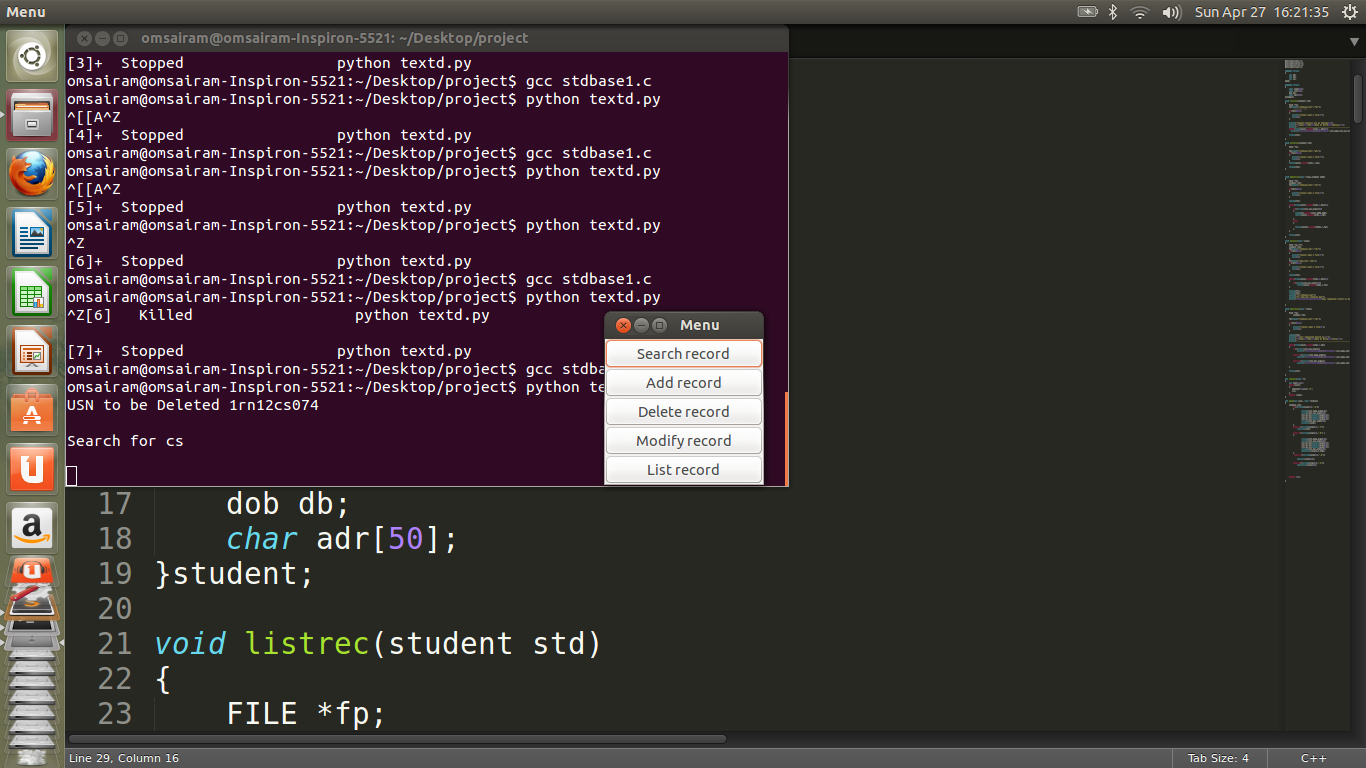 Menu
Sun Apr 27 16:21:35
omsairam@omsairam-Inspiron-5521: ~/Desktop/project
[3]+  Stopped                 python textd.py
omsairam@omsairam-Inspiron-5521:~/Desktop/project$ gcc stdbase1.c
omsairam@omsairam-Inspiron-5521:~/Desktop/project$ python textd.py
^[[A^Z
[4]+  Stopped                 python textd.py
omsairam@omsairam-Inspiron-5521:~/Desktop/project$ gcc stdbase1.c
omsairam@omsairam-Inspiron-5521:~/Desktop/project$ python textd.py
^[[A^Z
[5]+  Stopped                 python textd.py
omsairam@omsairam-Inspiron-5521:~/Desktop/project$ python textd.py
^Z
[6]+  Stopped                 python textd.py
omsairam@omsairam-Inspiron-5521:~/Desktop/project$ gcc stdbase1.c
omsairam@omsairam-Inspiron-5521:~/Desktop/project$ python textd.py
^Z[6]   Killed                  python textd.py
[7]+  Stopped                 python textd.py
omsairam@omsairam-Inspiron-5521:~/Desktop/project$ gcc stdba
omsairam@omsairam-Inspiron-5521:~/Desktop/project$ python te
USN to be Deleted 1rn12cs074
Search for cs
Menu
Search record
Add record
Delete record
Modify record
List record
17 dob db;
18 char adr[50];
19 }student;
20
21 void listrec(student std)
22 {
23 FILE *fp;
Line 29, Column 16
Tab Size: 4
C++